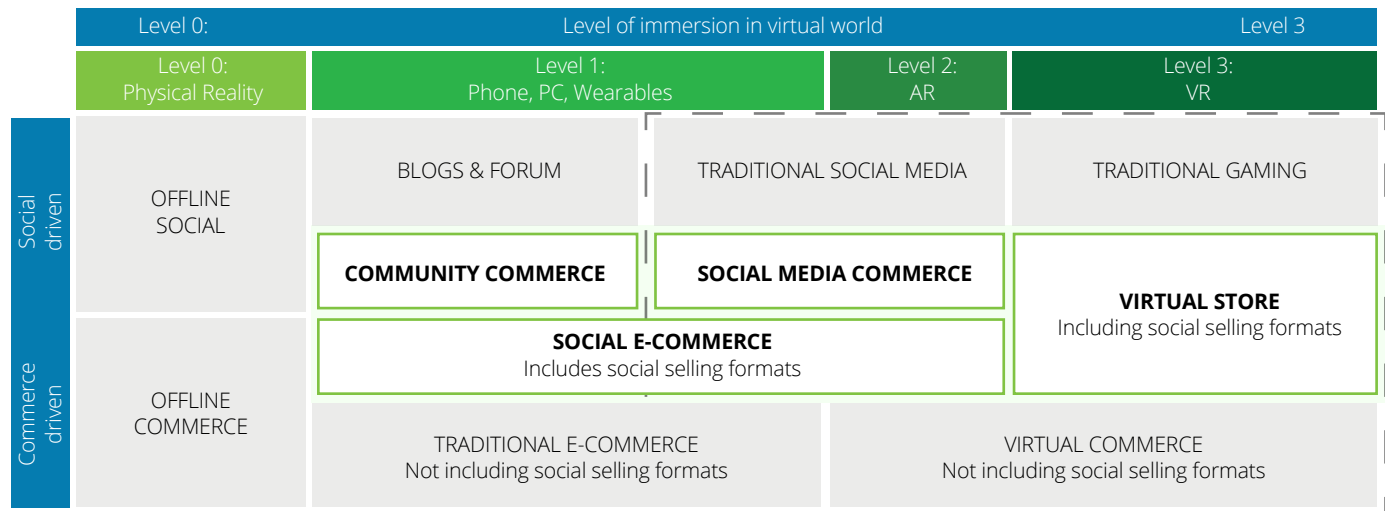 Level 0:
Level of immersion in virtual world
Level 3
Level 0:
Physical Reality
Level 1:
Phone, PC, Wearables
Level 2:
AR
Level 3:
VR
Social
driven
OFFLINE
SOCIAL
BLOGS & FORUM
TRADITIONAL SOCIAL MEDIA
TRADITIONAL GAMING
COMMUNITY COMMERCE
SOCIAL MEDIA COMMERCE
VIRTUAL STORE
Including social selling formats
SOCIAL E-COMMERCE
Includes social selling formats
Commerce
driven
OFFLINE
COMMERCE
TRADITIONAL E-COMMERCE
Not including social selling formats
VIRTUAL COMMERCE
Not including social selling formats